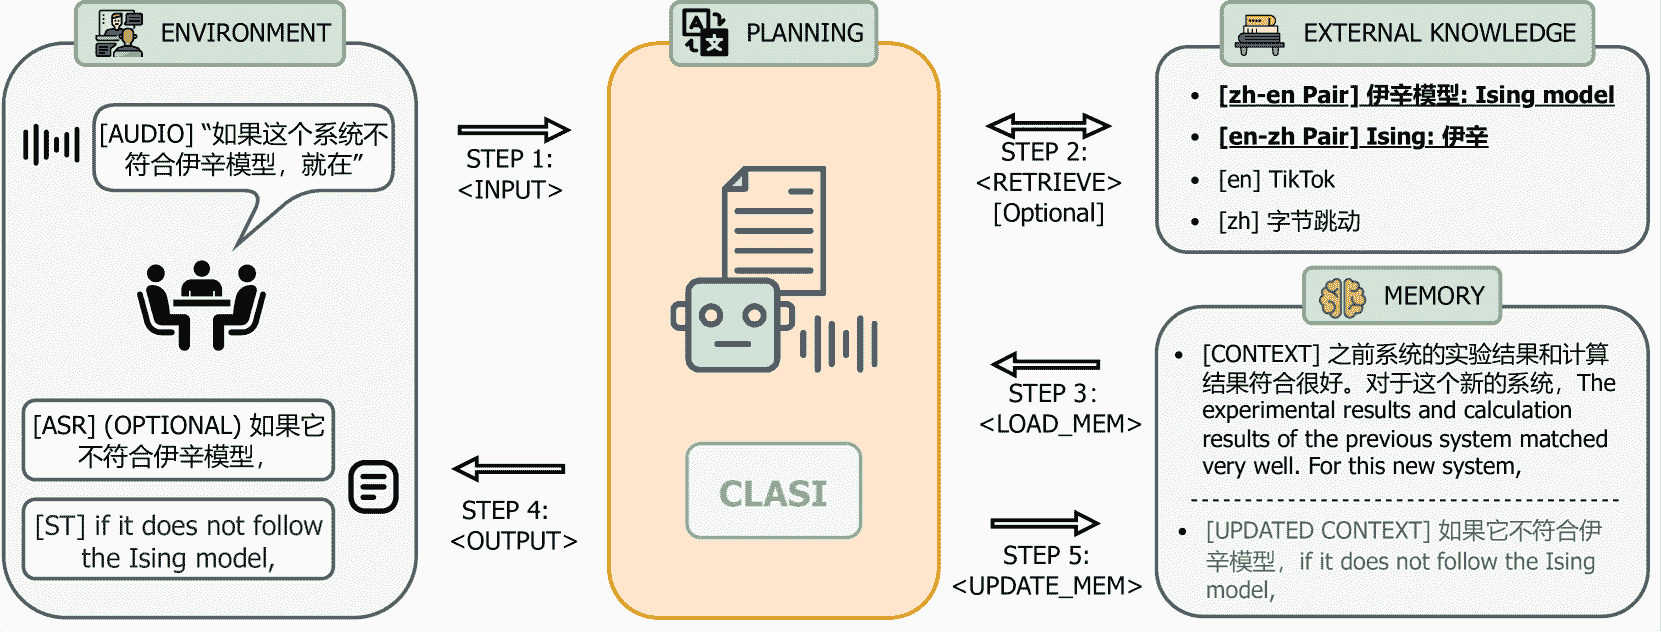 ENVIRONMENT
[AUDIO] “如果这个系统不
符合伊辛模型，就在”
[ASR] (OPTIONAL) 如果它
不符合伊辛模型，
[ST] if it does not follow
the Ising model,
STEP 1:
<INPUT>
STEP 4:
<OUTPUT>
PLANNING
A
文
CLASI
STEP 2:
<RETRIEVE>
[Optional]
STEP 3:
<LOAD_MEM>
STEP 5:
<UPDATE_MEM>
EXTERNAL KNOWLEDGE
• [zh-en Pair] 伊辛模型: Ising model
• [en-zh Pair] Ising: 伊辛
• [en] TikTok
• [zh] 字节跳动
MEMORY
• [CONTEXT] 之前系统的实验结果和计算
结果符合很好。对于这个新的系统，The
experimental results and calculation
results of the previous system matched
very well. For this new system,
• [UPDATED CONTEXT] 如果它不符合伊
辛模型，if it does not follow the Ising
model,